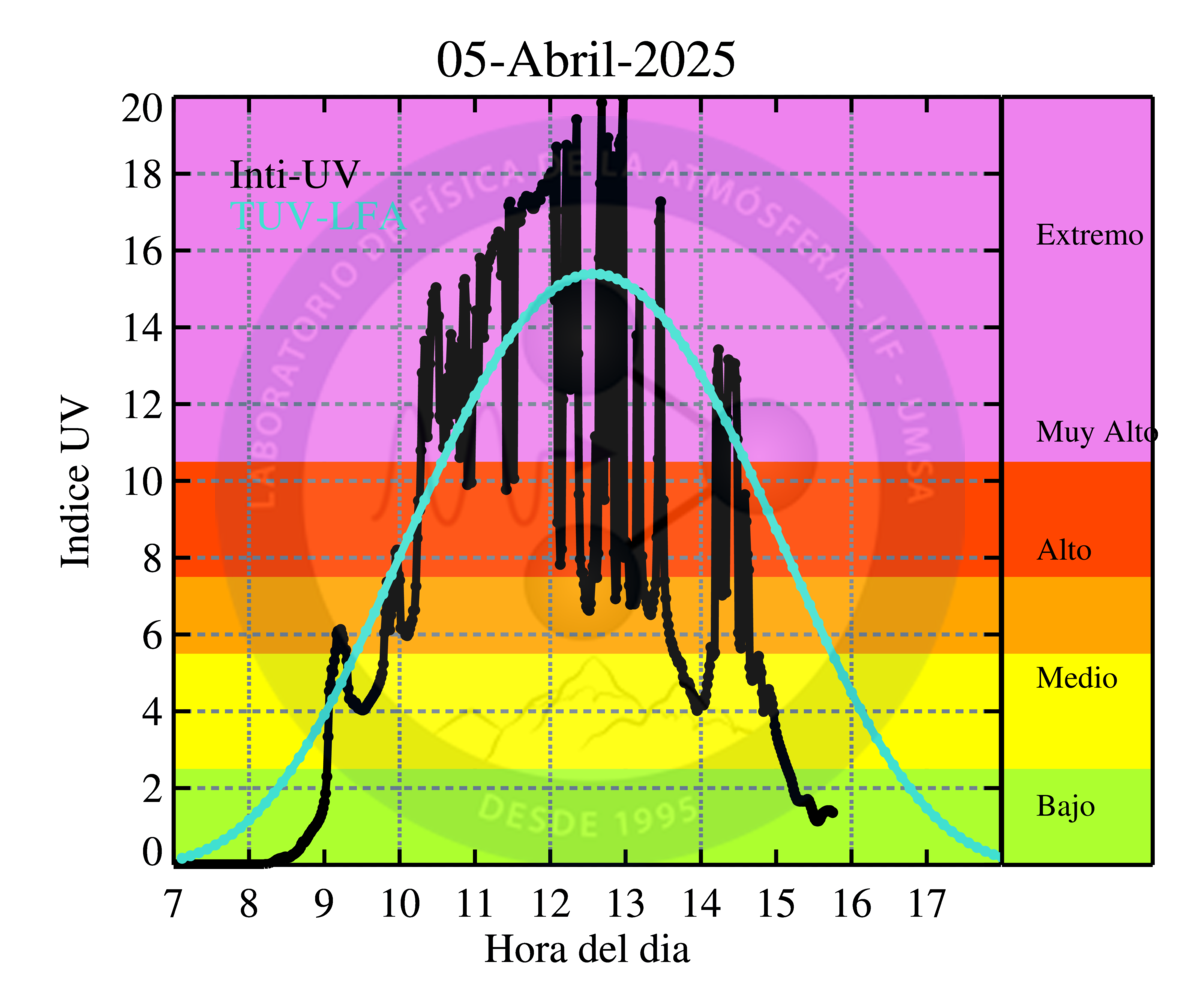 05-Abril-2025
20
18
16
14
12
10
8
6
4
2
0
Indice UV
Inti-UV
TUV-LFA
LABORATORIO DE FÍSICA DE LA ATMÓSFERA - IIF - UMSA
DESDE 1995
Extremo
Muy Alto
Alto
Medio
Bajo
7 8 9 10 11 12 13 14 15 16 17
Hora del dia